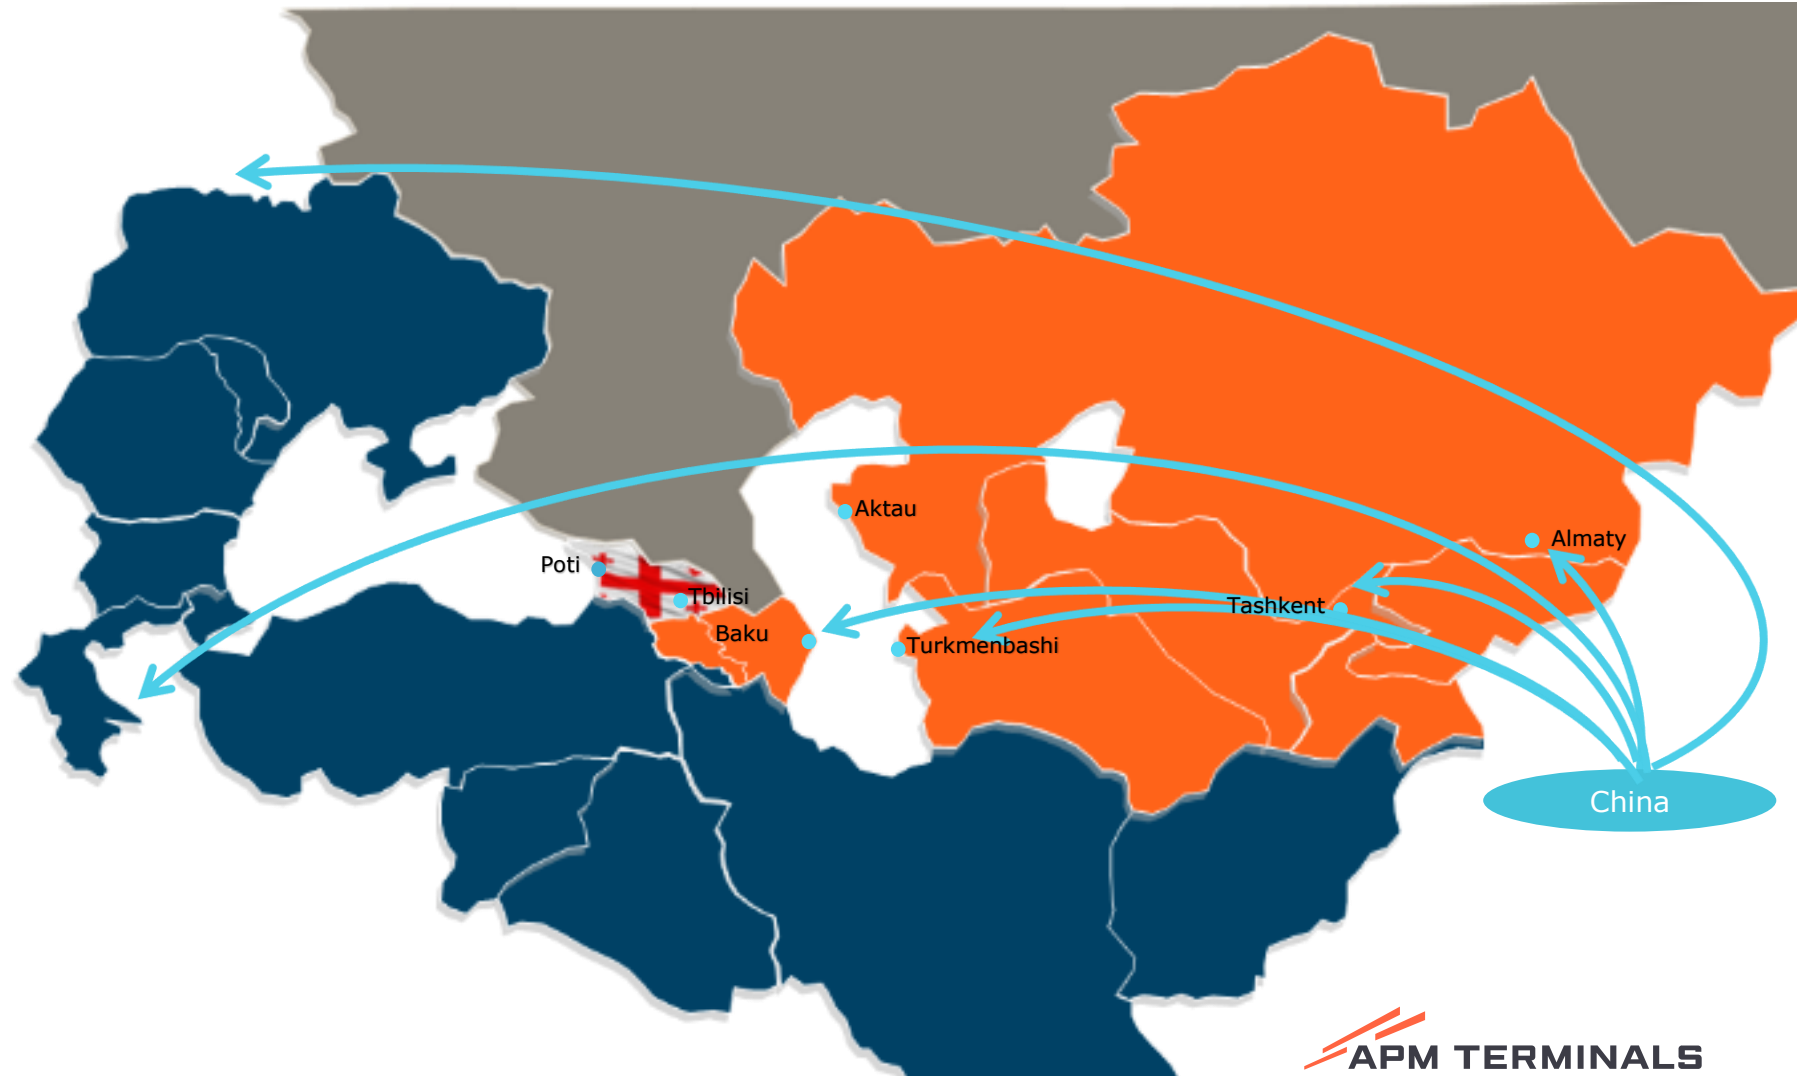 Aktau
Almaty
Poti
Tbilisi
Tashkent
Baku
Turkmenbashi
China
APM TERMINALS